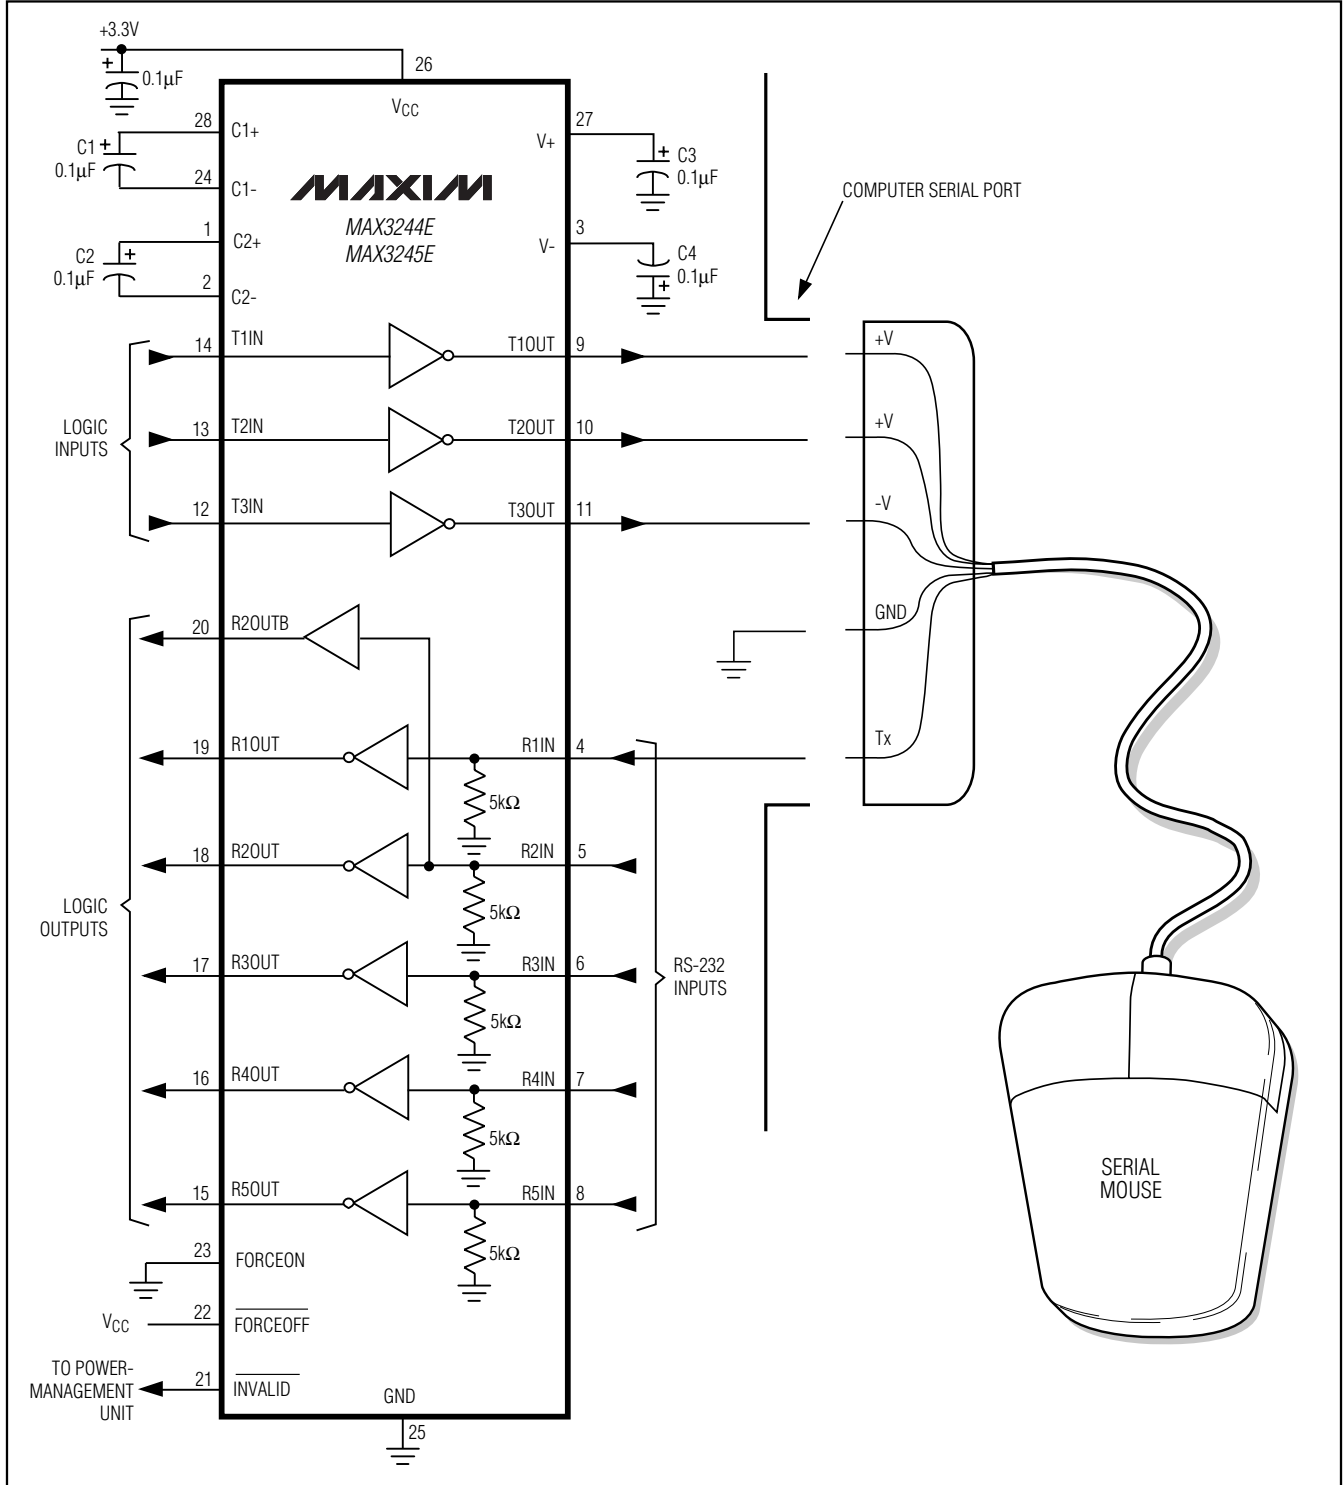 +3.3V
26
+
0.1µF
VCC
28
C1+
27
V+
C1
+
0.1µF
+
C3
0.1µF
24
C1-
MAXIM
COMPUTER SERIAL PORT
MAX3244E
MAX3245E
1
C2+
3
V-
C2
+
0.1µF
C4
0.1µF
+
2
C2-
14
T1IN
T1OUT
9
+V
LOGIC
INPUTS
13
T2IN
T2OUT
10
+V
12
T3IN
T3OUT
11
-V
20
R2OUTB
GND
19
R1OUT
R1IN
4
Tx
5kΩ
18
R2OUT
R2IN
5
LOGIC
OUTPUTS
5kΩ
17
R3OUT
R3IN
6
RS-232
INPUTS
5kΩ
16
R4OUT
R4IN
7
5kΩ
15
R5OUT
R5IN
8
SERIAL
MOUSE
5kΩ
23
FORCEON
VCC
22
FORCEOFF
TO POWER-
MANAGEMENT
UNIT
21
INVALID
GND
25